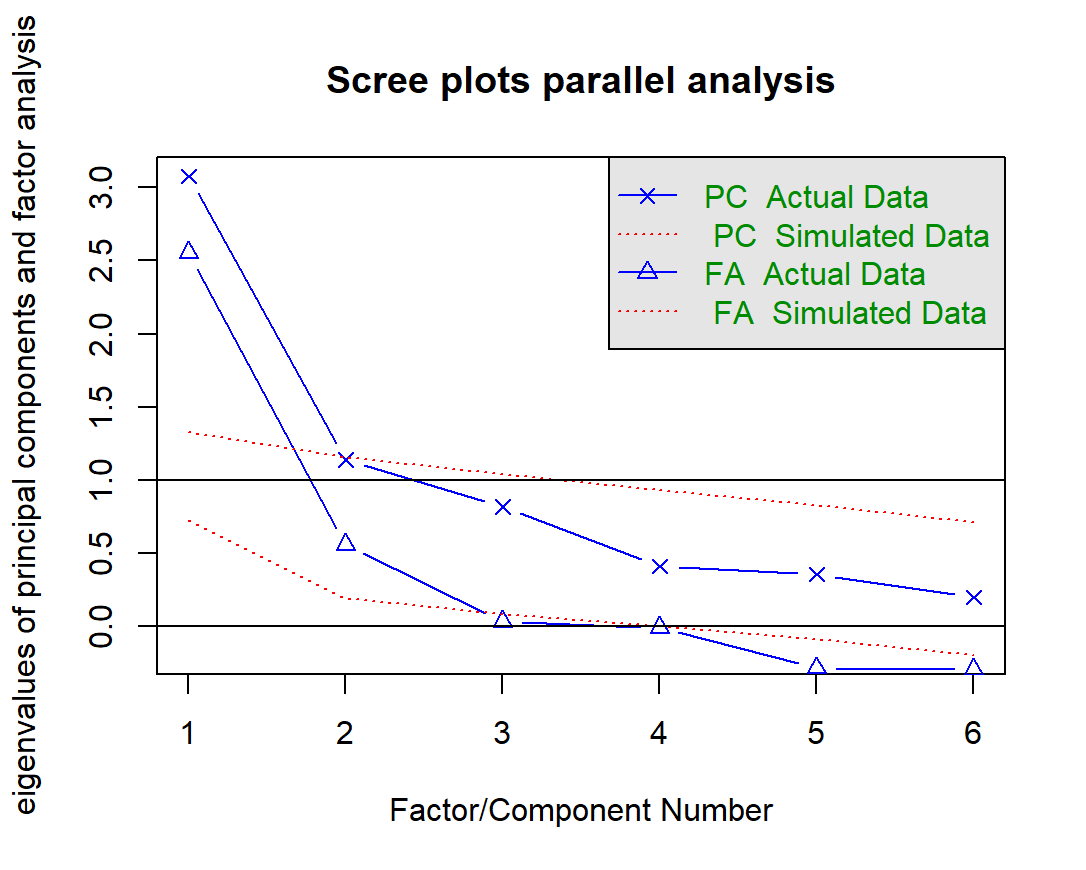 Scree plots parallel analysis
eigenvalues of principal components and factor analysis
3.0
2.5
2.0
1.5
1.0
0.5
0.0
PC Actual Data
PC Simulated Data
FA Actual Data
FA Simulated Data
1 2 3 4 5 6
Factor/Component Number